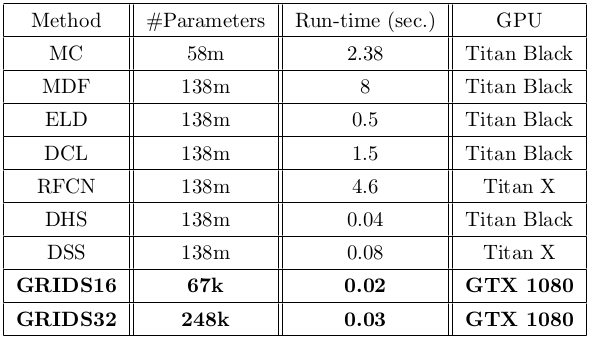 Method #Parameters Run-time (sec.) GPU
MC 58m 2.38 Titan Black
MDF 138m 8 Titan Black
ELD 138m 0.5 Titan Black
DCL 138m 1.5 Titan Black
RFCN 138m 4.6 Titan X
DHS 138m 0.04 Titan Black
DSS 138m 0.08 Titan X
GRIDS16 67k 0.02 GTX 1080
GRIDS32 248k 0.03 GTX 1080